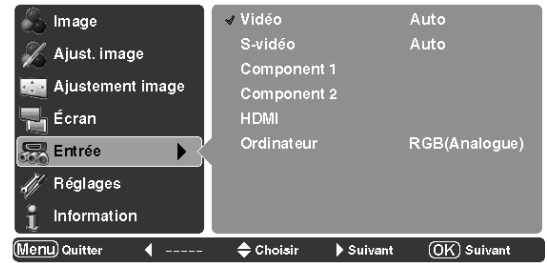 Image
Ajust. image
Ajustement image
Écran
Entrée
Réglages
Information
Vidéo Auto
S-vidéo Auto
Component 1
Component 2
HDMI
Ordinateur RGB(Analogue)
Menu Quitter ----- Choisir Suivant OK Suivant